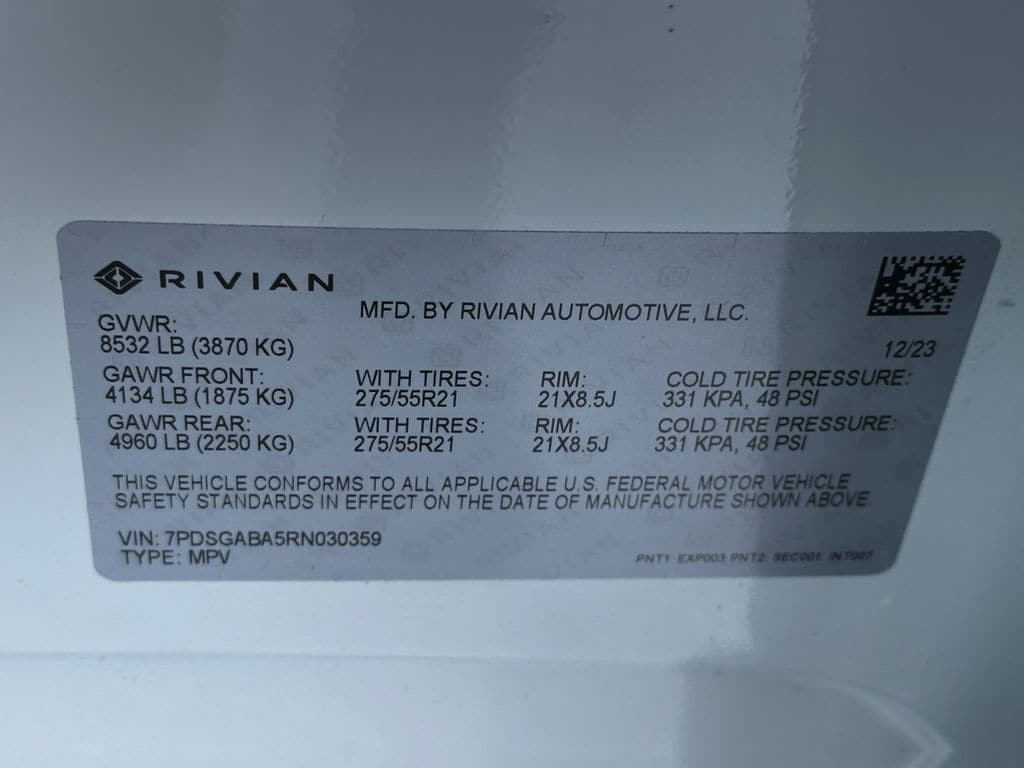 RIVIAN
MFD. BY RIVIAN AUTOMOTIVE, LLC.
GVWR:
8532 LB (3870 KG)
12/23
GAWR FRONT: WITH TIRES: RIM: COLD TIRE PRESSURE:
4134 LB (1875 KG) 275/55R21 21X8.5J 331 KPA, 48 PSI
GAWR REAR: WITH TIRES: RIM: COLD TIRE PRESSURE:
4960 LB (2250 KG) 275/55R21 21X8.5J 331 KPA, 48 PSI
THIS VEHICLE CONFORMS TO ALL APPLICABLE U.S. FEDERAL MOTOR VEHICLE
SAFETY STANDARDS IN EFFECT ON THE DATE OF MANUFACTURE SHOWN ABOVE.
VIN: 7PDSGABA5RN030359
TYPE: MPV
PNT1: EXP003 PNT2: SEC001 INT007